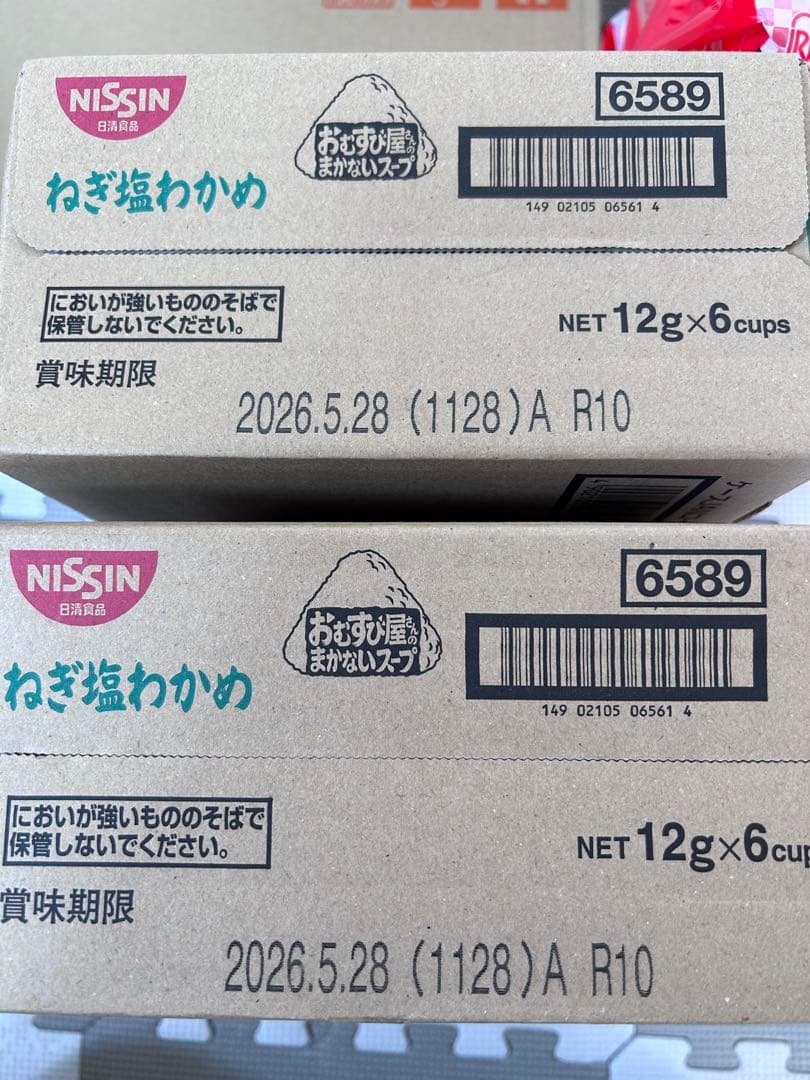 NISSIN
日清食品
おむすび屋さんの
まかないスープ
6589
149 02105 06561 4
ねぎ塩わかめ
においが強いもののそばで
保管しないでください。
NET 12g×6cups
賞味期限
2026.5.28 (1128)A R10
NISSIN
日清食品
おむすび屋さんの
まかないスープ
6589
149 02105 06561 4
ねぎ塩わかめ
においが強いもののそばで
保管しないでください。
NET 12g×6cup
賞味期限
2026.5.28 (1128)A R10